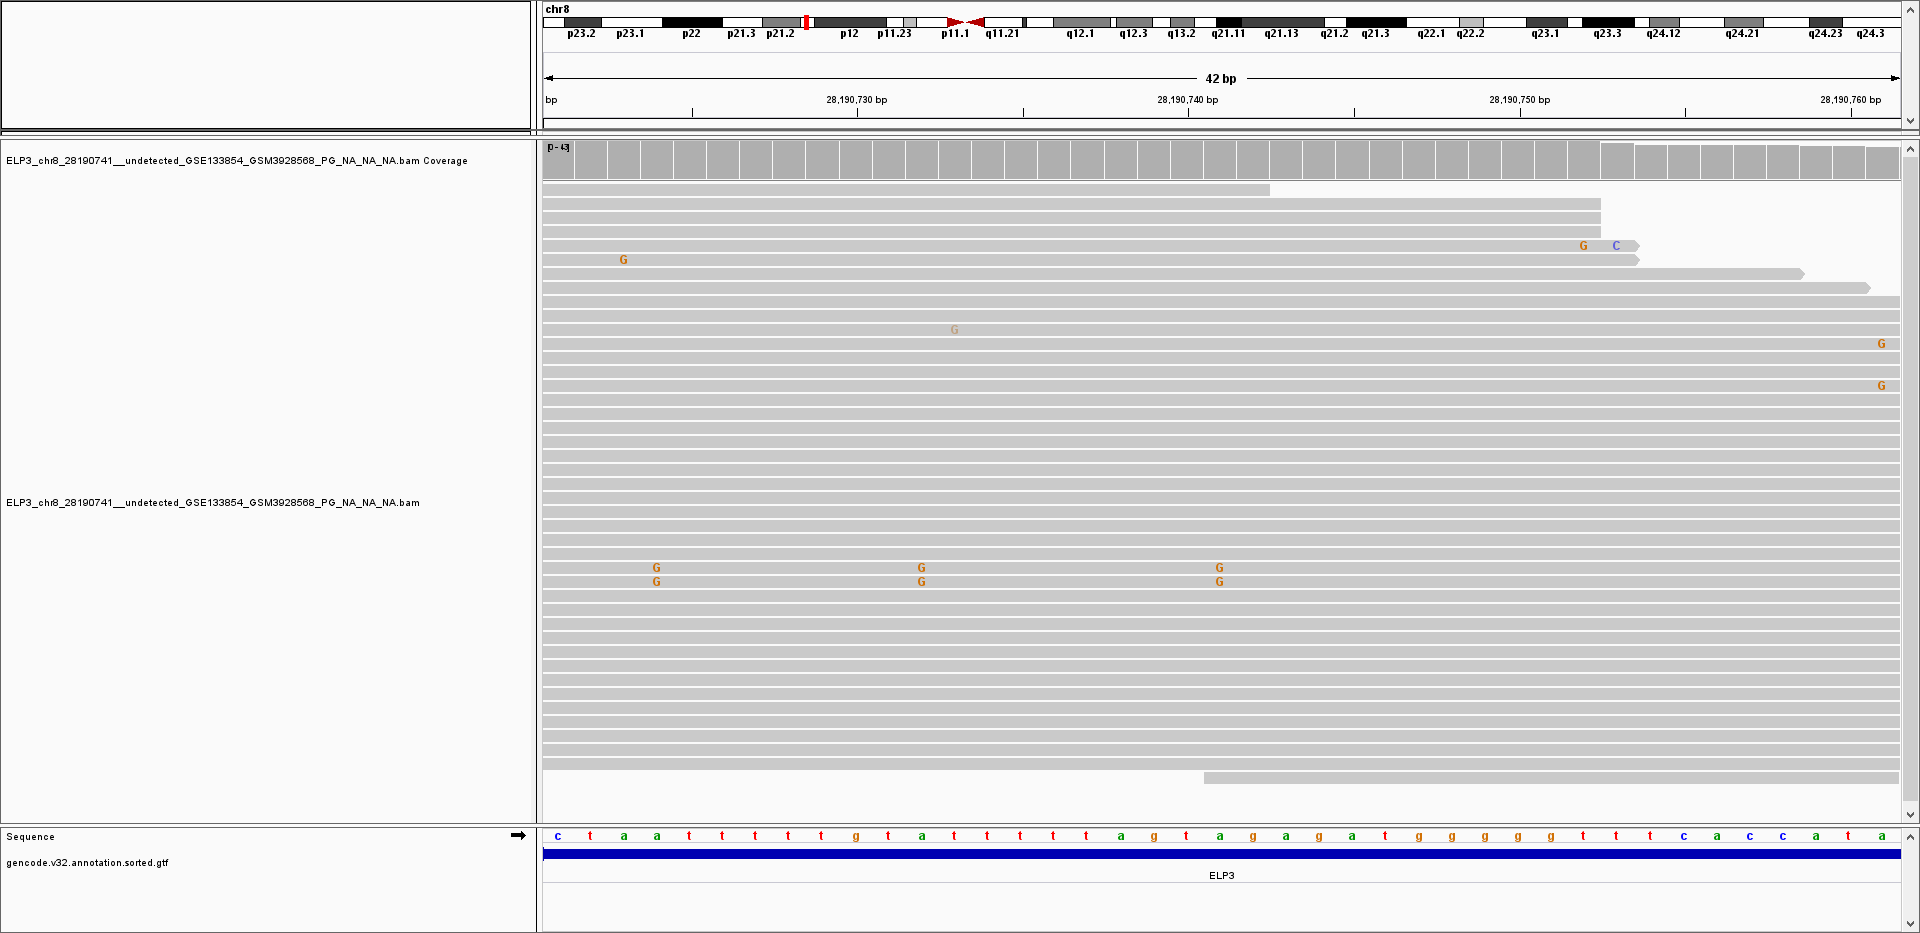 chr8
p23.2 p23.1 p22 p21.3 p21.2 p12 p11.23 p11.1 q11.21 q12.1 q12.3 q13.2 q21.11 q21.13 q21.2 q21.3 q22.1 q22.2 q23.1 q23.3 q24.12 q24.21 q24.23 q24.3
42 bp
bp 28,190,730 bp 28,190,740 bp 28,190,750 bp 28,190,760 bp
[0 - 43]
ELP3_chr8_28190741__undetected_GSE133854_GSM3928568_PG_NA_NA_NA.bam Coverage
G C
G
G
G
G
ELP3_chr8_28190741__undetected_GSE133854_GSM3928568_PG_NA_NA_NA.bam
G G G
G G G
Sequence c t a a t t t t t g t a t t t t t a g t a g a g a t g g g g g t t t c a c c a t a
gencode.v32.annotation.sorted.gtf
ELP3